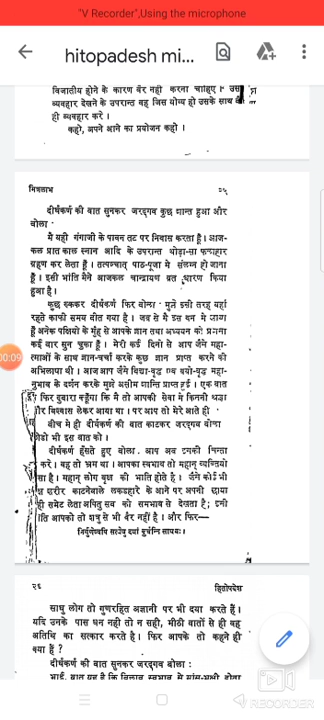 "V Recorder",Using the microphone
hitopadesh mi...
विजातीय होने के कारण वैर नही करना चाहिए। उसके
व्यवहार देखने के उपरान्त वह जिस योग्य हो उसके साथ
ही व्यवहार करे।
कहो, अपने आने का प्रयोजन कहो।
मित्रलाभ २५
दीर्घकर्ण की बात सुनकर जरद्गव कुछ शान्त हुआ और
बोला
मै यही गंगाजी के पावन तट पर निवास करता हूँ। आज-
कल प्रात काल स्नान आदि के उपरान्त थोडा-सा फलाहार
ग्रहण कर लेता हूँ। तत्पश्चात् पाठ-पूजा मे संलग्न हो जाता
हूँ। इसी भांति मैने आजकल चान्द्रायण व्रत धारण किया
हुआ है।
कुछ रुककर दीर्घकर्ण फिर बोला मुझे इसी तरह यहाँ
रहते काफी समय बीत गया है। जब से मै इस वन मे आया
हूँ अनेक पक्षियो के मुँह से आपके ज्ञान तथा अध्ययन की प्रशंसा
कई बार सुन चुका हूँ। मेरी कई दिनो से आप जैसे महा-
त्माओ के साथ ज्ञान-चर्चा करके कुछ ज्ञान प्राप्त करने की
अभिलाषा थी। आज आप जैसे विद्या-वृद्ध एव वयो-वृद्ध महा-
नुभाव के दर्शन करके मुझे असीम शान्ति प्राप्त हुई। एक बात
फिर दुबारा कहूँगा कि मै तो आपकी सेवा मे कितनी श्रद्धा
और विश्वास लेकर आया था। पर आप तो मेरे आते ही
00:09
बीच मे ही दीर्घकर्ण की बात काटकर जरद्गव बोला
छोडो भी इस बात को।
दीर्घकर्ण हँसते हुए बोला, आप अब इसकी चिन्ता
करे। वह तो भ्रम था। आपका स्वभाव तो महान् व्यक्तियो
सा है। महान् लोग वृक्ष की भांति होते है। जैसे कोई भी
शरीर काटनेवाले लकडहारे के आने पर अपनी छाया
ही समेट लेता अपितु सब को समभाव से देखता है; इसी
ति आपको तो शत्रु से भी वैर नहीं है। और फिर—
निर्गुणेष्वपि सत्त्वेषु दयां कुर्वन्ति साधवः।
२६ हितोपदेश
साधु लोग तो गुणरहित अज्ञानी पर भी दया करते हैं।
यदि उनके पास धन नही तो न सही, मीठी बातों से ही वह
अतिथि का सत्कार करते है। फिर आपके तो कहने ही
क्या हैं ?
दीर्घकर्ण की बात सुनकर जरद्गव बोला :
भाई, बात यह है कि बिलाव स्वभाव से मांस-भक्षी होता
RECORDER